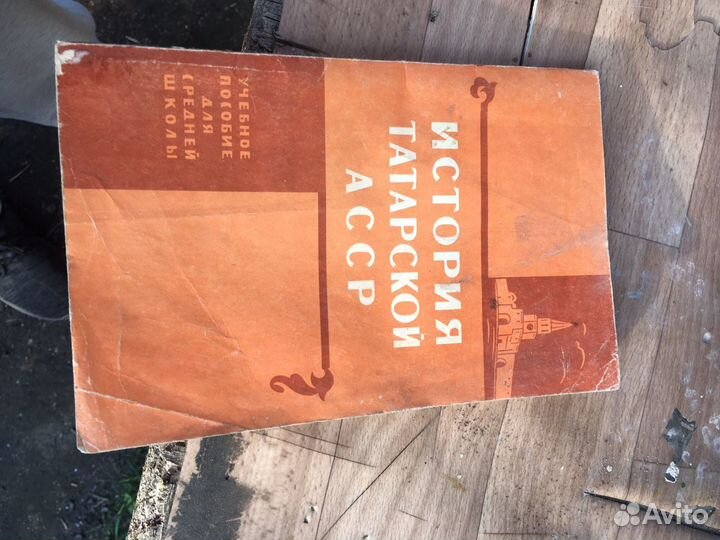 ИСТОРИЯ
ТАТАРСКОЙ
АССР
УЧЕБНОЕ
ПОСОБИЕ
ДЛЯ
СРЕДНЕЙ
ШКОЛЫ
Avito